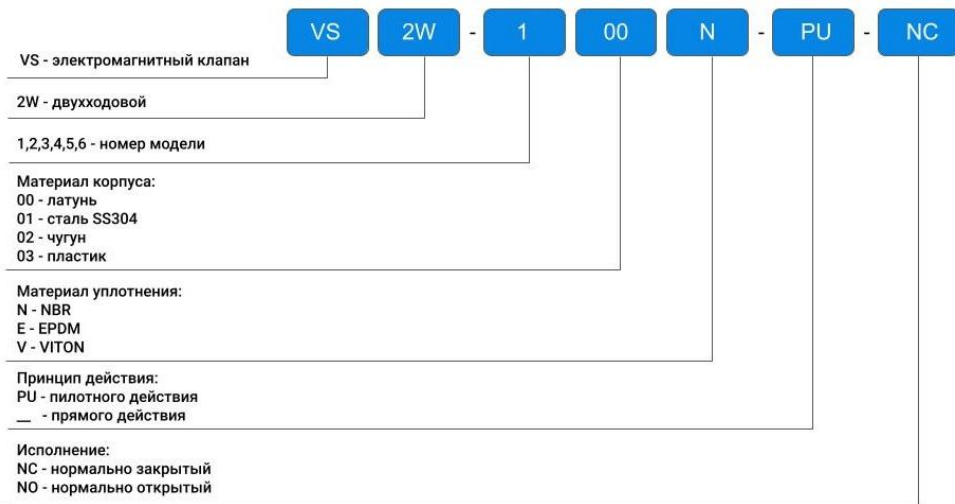 VS 2W - 1 00 N - PU - NC
VS - электромагнитный клапан
2W - двухходовой
1,2,3,4,5,6 - номер модели
Материал корпуса:
00 - латунь
01 - сталь SS304
02 - чугун
03 - пластик
Материал уплотнения:
N - NBR
E - EPDM
V - VITON
Принцип действия:
PU - пилотного действия
__ - прямого действия
Исполнение:
NC - нормально закрытый
NO - нормально открытый